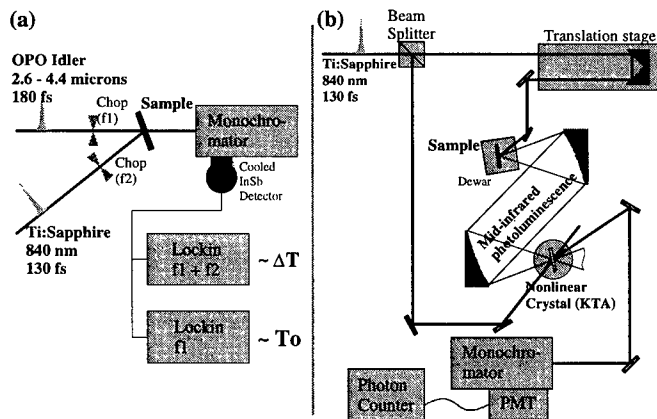 (a)
OPO Idler
2.6 - 4.4 microns
180 fs
Chop
(f1)
Sample
Monochro-
mator
Chop
(f2)
Cooled
InSb
Detector
Ti:Sapphire
840 nm
130 fs
Lockin
f1 + f2
~ ΔT
Lockin
f1
~ To
(b)
Beam
Splitter
Translation stage
Ti:Sapphire
840 nm
130 fs
Sample
Dewar
Mid-infrared
photoluminescence
Nonlinear
Crystal (KTA)
Monochro-
mator
Photon
Counter
PMT